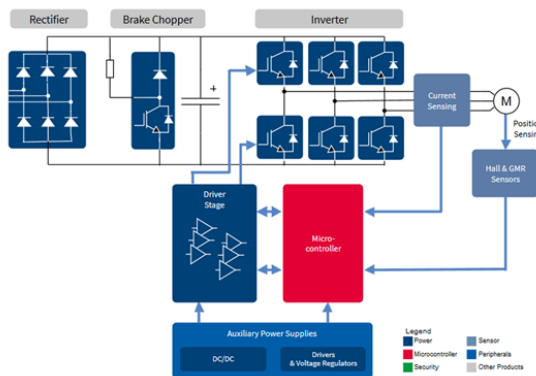 Rectifier
Brake Chopper
Inverter
+
Current
Sensing
M
Position
Sensing
Hall & GMR
Sensors
Driver
Stage
Micro-
controller
Auxiliary Power Supplies
DC/DC
Drivers
& Voltage Regulators
Legend
Power
Sensor
Microcontroller
Peripherals
Security
Other Products